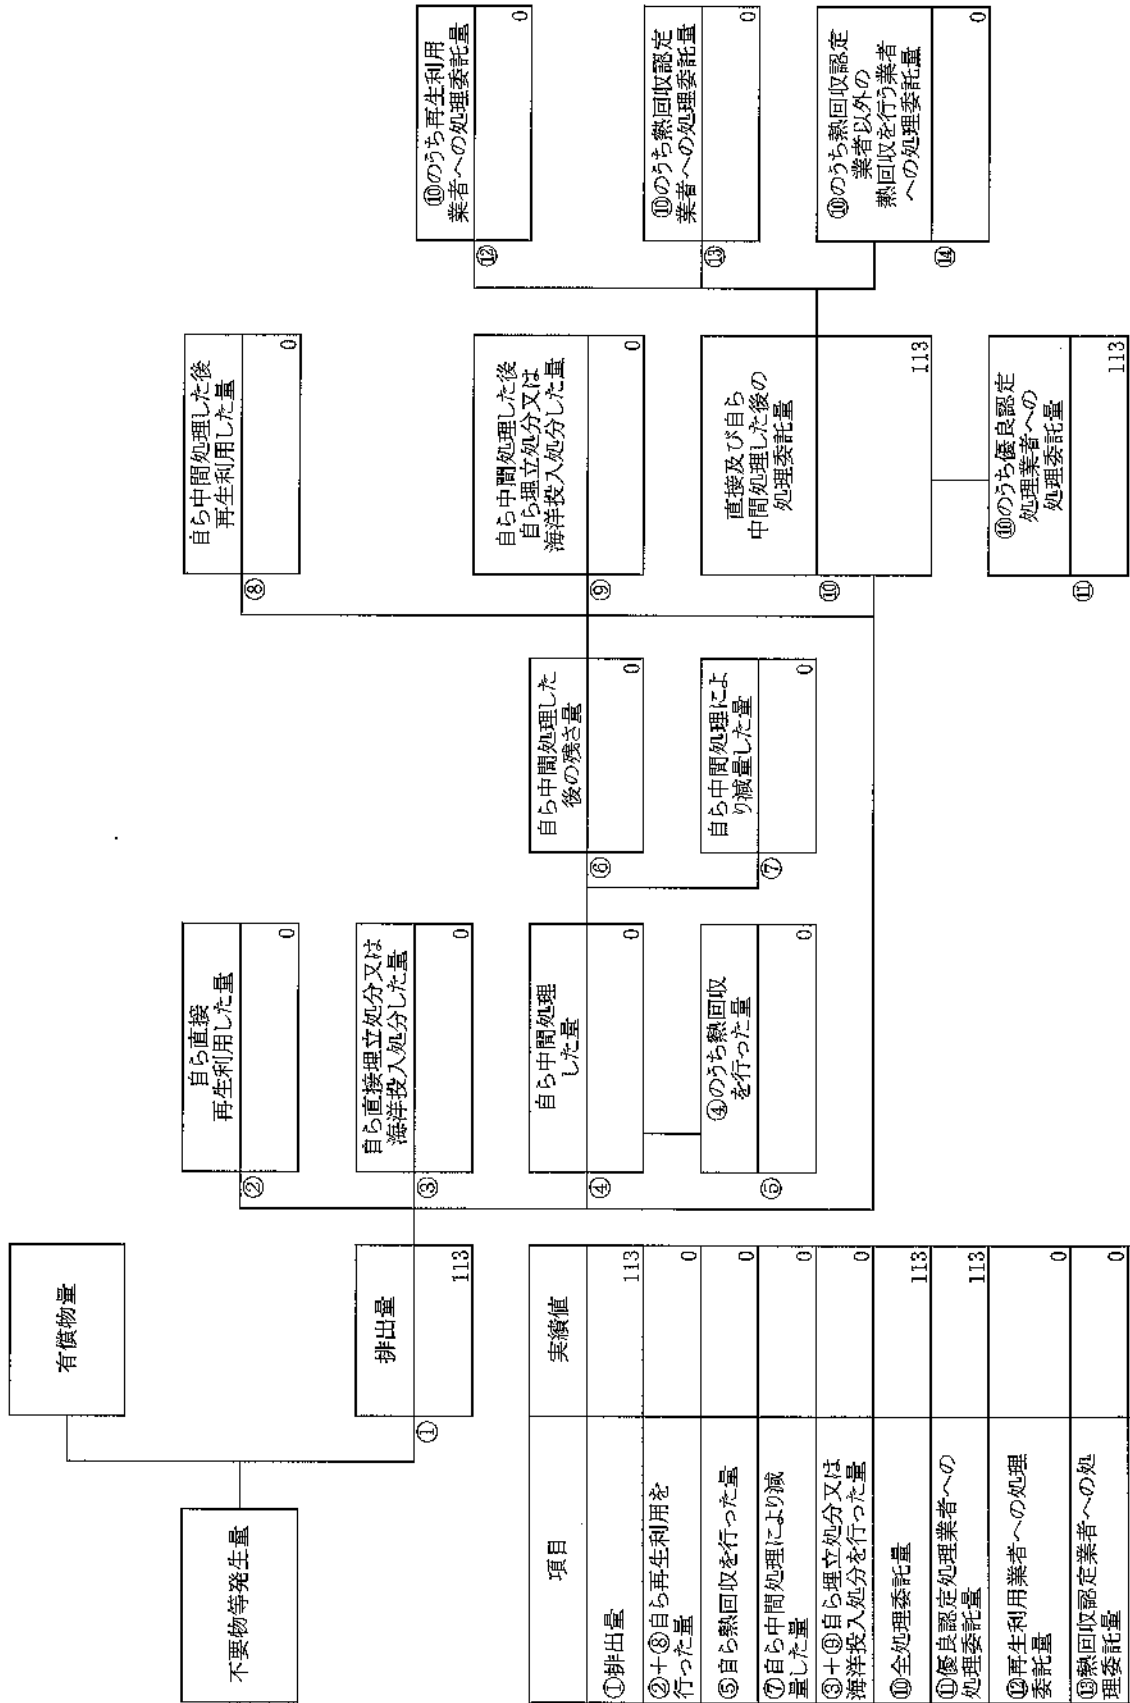 不要物等発生量
有償物量
①
排出量
113
②
自ら直接
再生利用した量
0
③
自ら直接埋立処分又は
海洋投入処分した量
0
④
自ら中間処理
した量
0
⑤
④のうち熱回収
を行った量
0
⑥
自ら中間処理した
後の残さ量
0
⑦
自ら中間処理によ
り減量した量
0
⑧
自ら中間処理した後
再生利用した量
0
⑨
自ら中間処理した後
自ら埋立処分又は
海洋投入処分した量
0
⑩
直接及び自ら
中間処理した後の
処理委託量
113
⑪
⑩のうち優良認定
処理業者への
処理委託量
113
⑫
⑩のうち再生利用
業者への処理委託量
0
⑬
⑩のうち熱回収認定
業者への処理委託量
0
⑭
⑩のうち熱回収認定
業者以外の
熱回収を行う業者
への処理委託量
0
項目 実績値
①排出量 113
②+⑧自ら再生利用を
行った量 0
⑤自ら熱回収を行った量 0
⑦自ら中間処理により減
量した量 0
③+⑨自ら埋立処分又は
海洋投入処分を行った量 0
⑩全処理委託量 113
⑪優良認定処理業者への
処理委託量 113
⑫再生利用業者への処理
委託量 0
⑬熱回収認定業者への処
理委託量 0